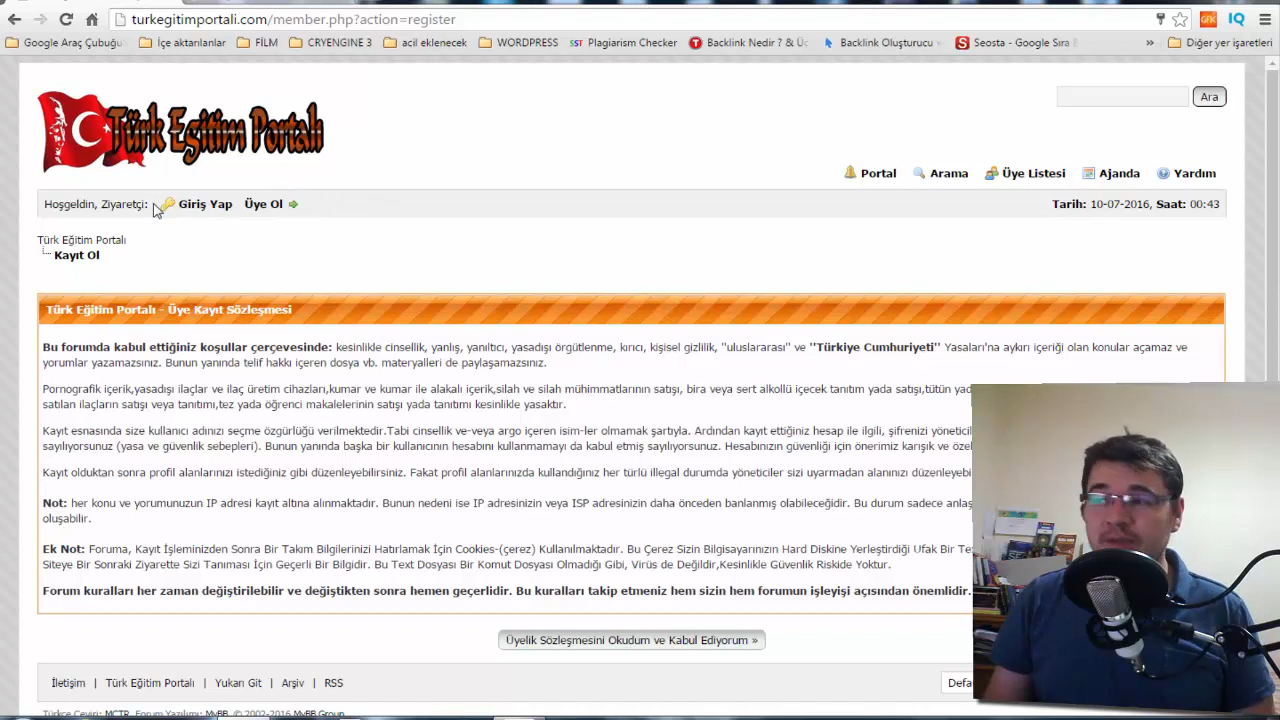 turkegitimportali.com/member.php?action=register
GFK
IQ
Google Araç Çubuğu
İçe aktarılanlar
FİLM
CRYENGINE 3
acil eklenecek
WORDPRESS
SST Plagiarism Checker
T Backlink Nedir ? & Üc
Backlink Oluşturucu
S Seosta - Google Sıra
»
Diğer yer işaretleri
Türk Egitim Portalı
Ara
Portal
Arama
Üye Listesi
Ajanda
Yardım
Hoşgeldin, Ziyaretçi:
Giriş Yap
Üye Ol
Tarih: 10-07-2016, Saat: 00:43
Türk Eğitim Portalı
Kayıt Ol
Türk Eğitim Portalı - Üye Kayıt Sözleşmesi
Bu forumda kabul ettiğiniz koşullar çerçevesinde: kesinlikle cinsellik, yanlış, yanıltıcı, yasadışı örgütlenme, kırıcı, kişisel gizlilik, "uluslararası" ve "Türkiye Cumhuriyeti" Yasaları'na aykırı içeriği olan konular açamaz ve
yorumlar yazamazsınız. Bunun yanında telif hakkı içeren dosya vb. materyalleri de paylaşamazsınız.
Pornografik içerik,yasadışı ilaçlar ve ilaç üretim cihazları,kumar ve kumar ile alakalı içerik,silah ve silah mühimmatlarının satışı, bira veya sert alkollü içecek tanıtım yada satışı,tütün yad
satılan ilaçların satışı veya tanıtımı,tez yada öğrenci makalelerinin satışı yada tanıtımı kesinlikle yasaktır.
Kayıt esnasında size kullanıcı adınızı seçme özgürlüğü verilmektedir.Tabi cinsellik ve-veya argo içeren isim-ler olmamak şartıyla. Ardından kayıt ettiğiniz hesap ile ilgili, şifrenizi yönetici
sayılıyorsunuz (yasa ve güvenlik sebepleri). Bunun yanında başka bir kullanıcının hesabını kullanmamayı da kabul etmiş sayılıyorsunuz. Hesabınızın güvenliği için önerimiz karışık ve öze
Kayıt olduktan sonra profil alanlarınızı istediğiniz gibi düzenleyebilirsiniz. Fakat profil alanlarınızda kullandığınız her türlü illegal durumda yöneticiler sizi uyarmadan alanınızı düzenleyebi
Not: her konu ve yorumunuzun IP adresi kayıt altına alınmaktadır. Bunun nedeni ise IP adresinizin veya ISP adresinizin daha önceden banlanmış olabileceğidir. Bu durum sadece anlaş
oluşabilir.
Ek Not: Foruma, Kayıt İşleminizden Sonra Bir Takım Bilgilerinizi Hatırlamak İçin Cookies-(çerez) Kullanılmaktadır. Bu Çerez Sizin Bilgisayarınızın Hard Diskine Yerleştirdiği Ufak Bir Te
Siteye Bir Sonraki Ziyarette Sizi Tanıması İçin Geçerli Bir Bilgidir. Bu Text Dosyası Bir Komut Dosyası Olmadığı Gibi, Virüs de Değildir,Kesinlikle Güvenlik Riskide Yoktur.
Forum kuralları her zaman değiştirilebilir ve değiştikten sonra hemen geçerlidir. Bu kuralları takip etmeniz hem sizin hem forumun işleyişi açısından önemlidir.
Üyelik Sözleşmesini Okudum ve Kabul Ediyorum »
İletişim | Türk Eğitim Portalı | Yukarı Git | Arşiv | RSS
Defa
Türkçe Çeviri: MCTR, Forum Yazılımı: MyBB, © 2002-2016 MyBB Group.